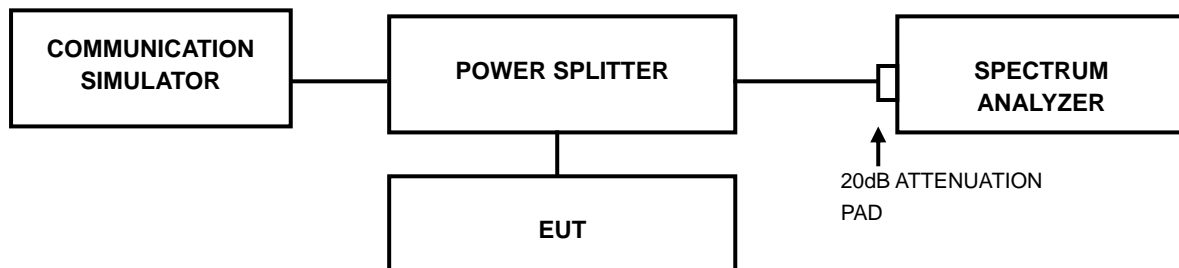 COMMUNICATION
SIMULATOR
POWER SPLITTER
SPECTRUM
ANALYZER
20dB ATTENUATION
PAD
EUT